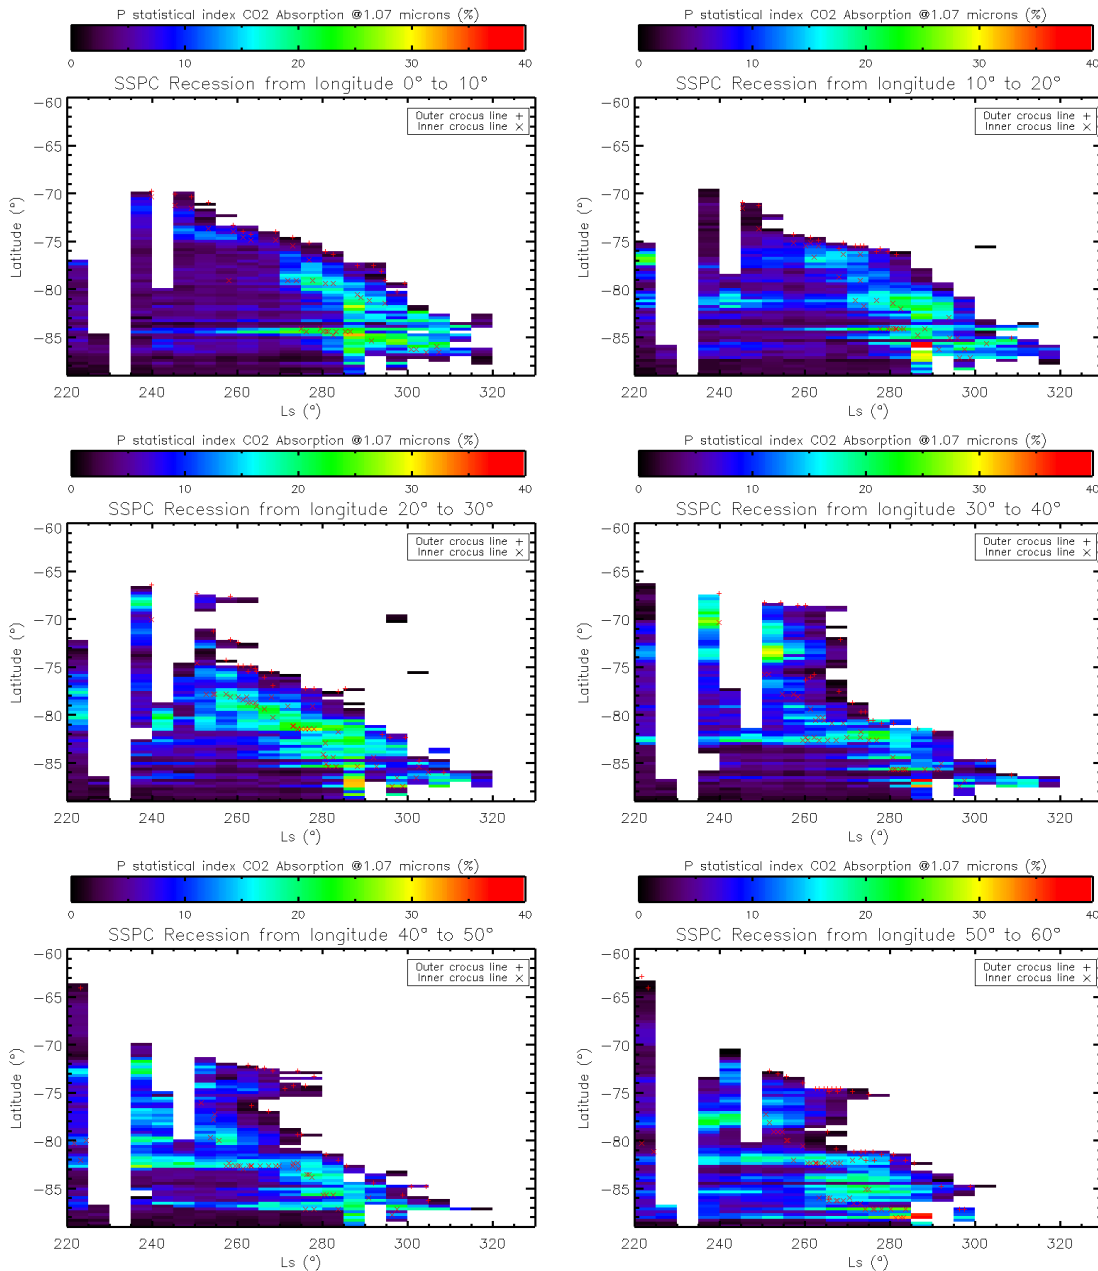 P statistical index CO2 Absorption @1.07 microns (%)
0 10 20 30 40
SSPC Recession from longitude 0° to 10°
Outer crocus line +
Inner crocus line ×
Latitude (°)
-60
-65
-70
-75
-80
-85
220 240 260 280 300 320
Ls (°)
P statistical index CO2 Absorption @1.07 microns (%)
0 10 20 30 40
SSPC Recession from longitude 10° to 20°
Outer crocus line +
Inner crocus line ×
Latitude (°)
-60
-65
-70
-75
-80
-85
220 240 260 280 300 320
Ls (°)
P statistical index CO2 Absorption @1.07 microns (%)
0 10 20 30 40
SSPC Recession from longitude 20° to 30°
Outer crocus line +
Inner crocus line ×
Latitude (°)
-60
-65
-70
-75
-80
-85
220 240 260 280 300 320
Ls (°)
P statistical index CO2 Absorption @1.07 microns (%)
0 10 20 30 40
SSPC Recession from longitude 30° to 40°
Outer crocus line +
Inner crocus line ×
Latitude (°)
-60
-65
-70
-75
-80
-85
220 240 260 280 300 320
Ls (°)
P statistical index CO2 Absorption @1.07 microns (%)
0 10 20 30 40
SSPC Recession from longitude 40° to 50°
Outer crocus line +
Inner crocus line ×
Latitude (°)
-60
-65
-70
-75
-80
-85
220 240 260 280 300 320
Ls (°)
P statistical index CO2 Absorption @1.07 microns (%)
0 10 20 30 40
SSPC Recession from longitude 50° to 60°
Outer crocus line +
Inner crocus line ×
Latitude (°)
-60
-65
-70
-75
-80
-85
220 240 260 280 300 320
Ls (°)